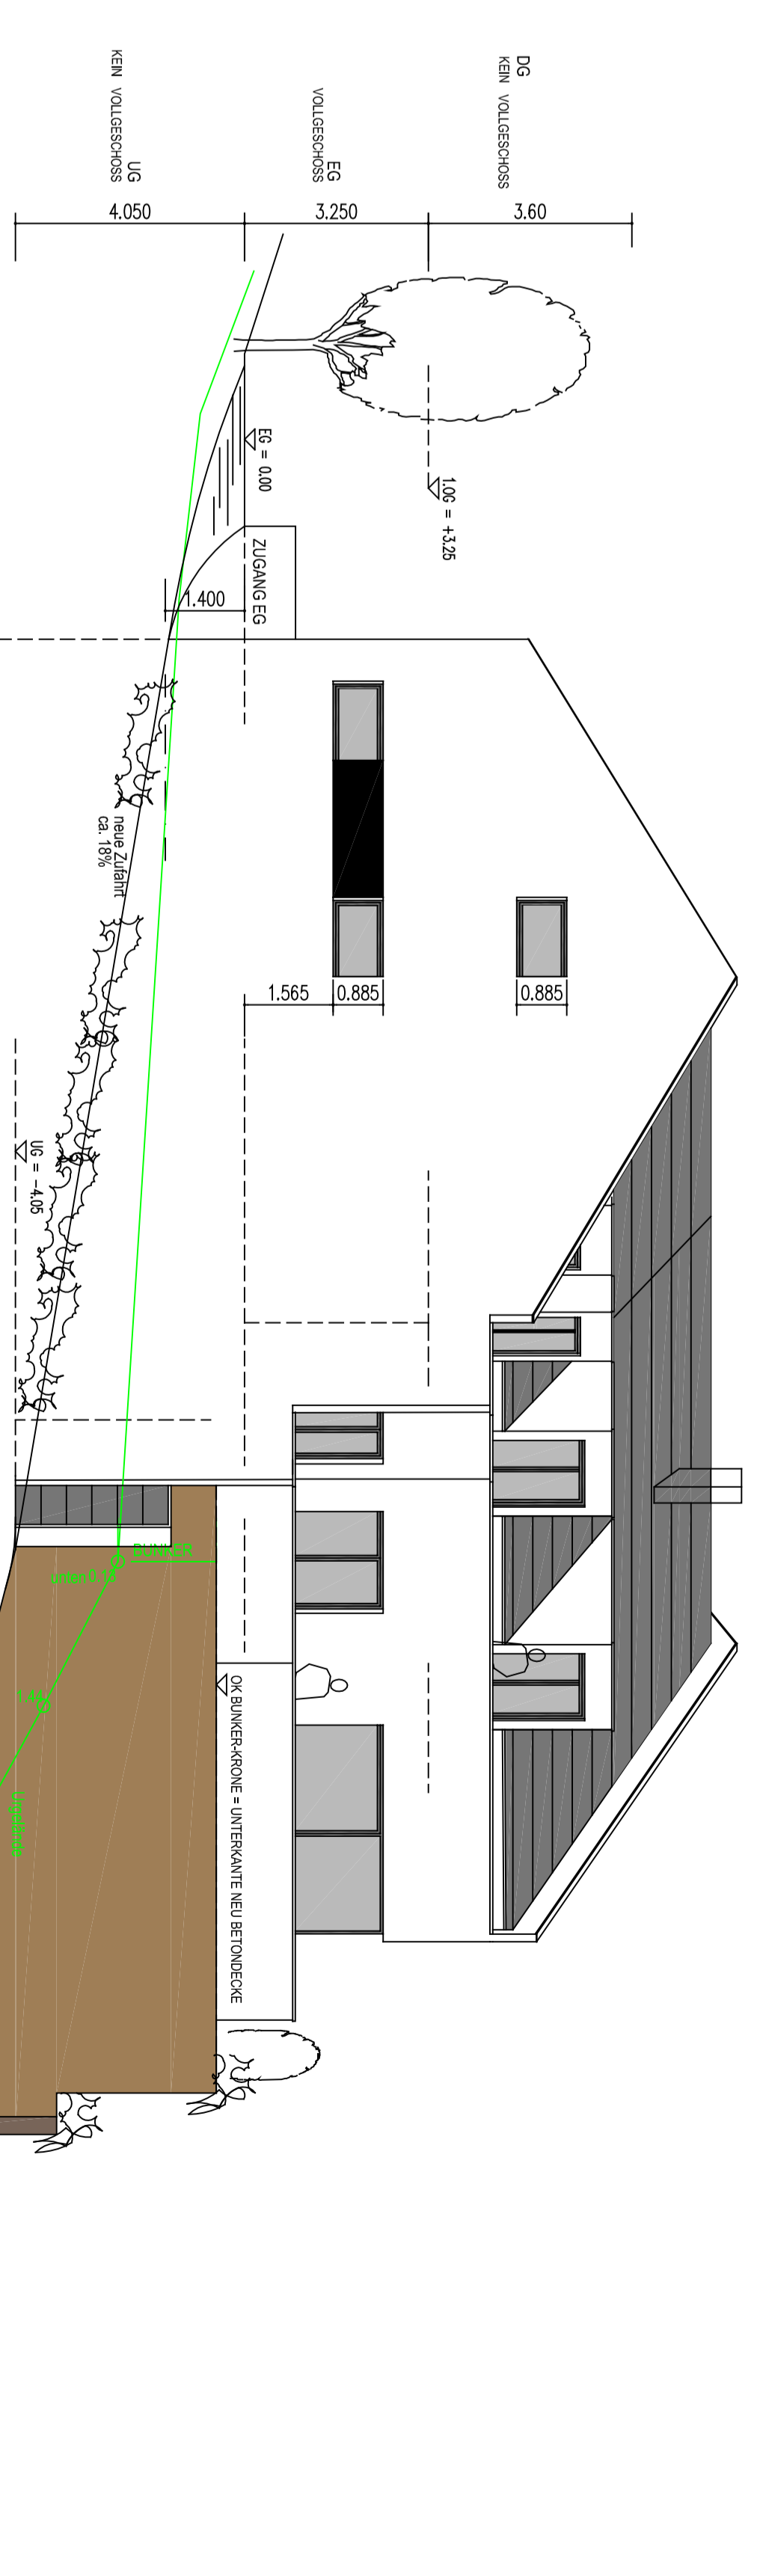 DG
KEIN VOLLGESCHOSS
3.60
EG
VOLLGESCHOSS
3.250
UG
KEIN VOLLGESCHOSS
4.050
1.OG = +3.25
EG = 0.00
ZUGANG EG
1.400
neue Zufahrt
ca. 18%
0.885
0.885
1.565
UG = -4.05
BUNKER
unten
1.44
Urgelände
OK BUNKER-KRONE = UNTERKANTE NEU BETONDECKE